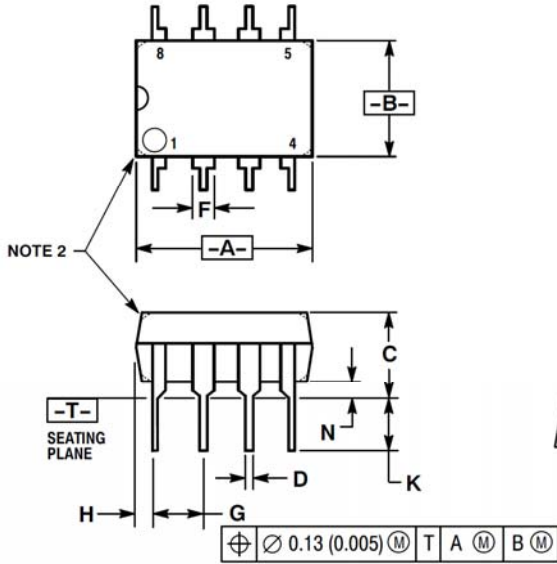 8 5
-B-
1 4
F
-A-
NOTE 2
C
N
-T-
SEATING
PLANE
D
K
H G
⌖ ∅ 0.13 (0.005) Ⓜ T A Ⓜ B Ⓜ